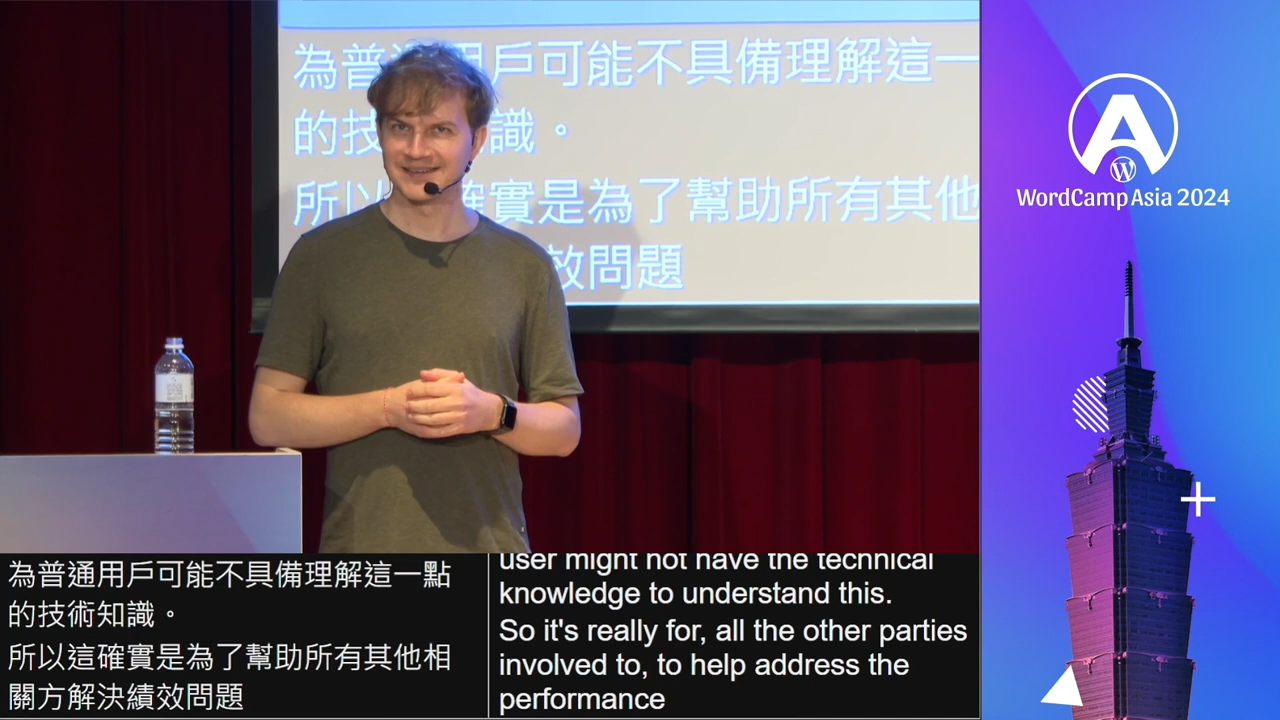 為普通用戶可能不具備理解這一
的技 識。
所以 確實是為了幫助所有其他
效問題
WordCamp Asia 2024
為普通用戶可能不具備理解這一點
的技術知識。
所以這確實是為了幫助所有其他相
關方解決績效問題
user might not have the technical
knowledge to understand this.
So it's really for, all the other parties
involved to, to help address the
performance